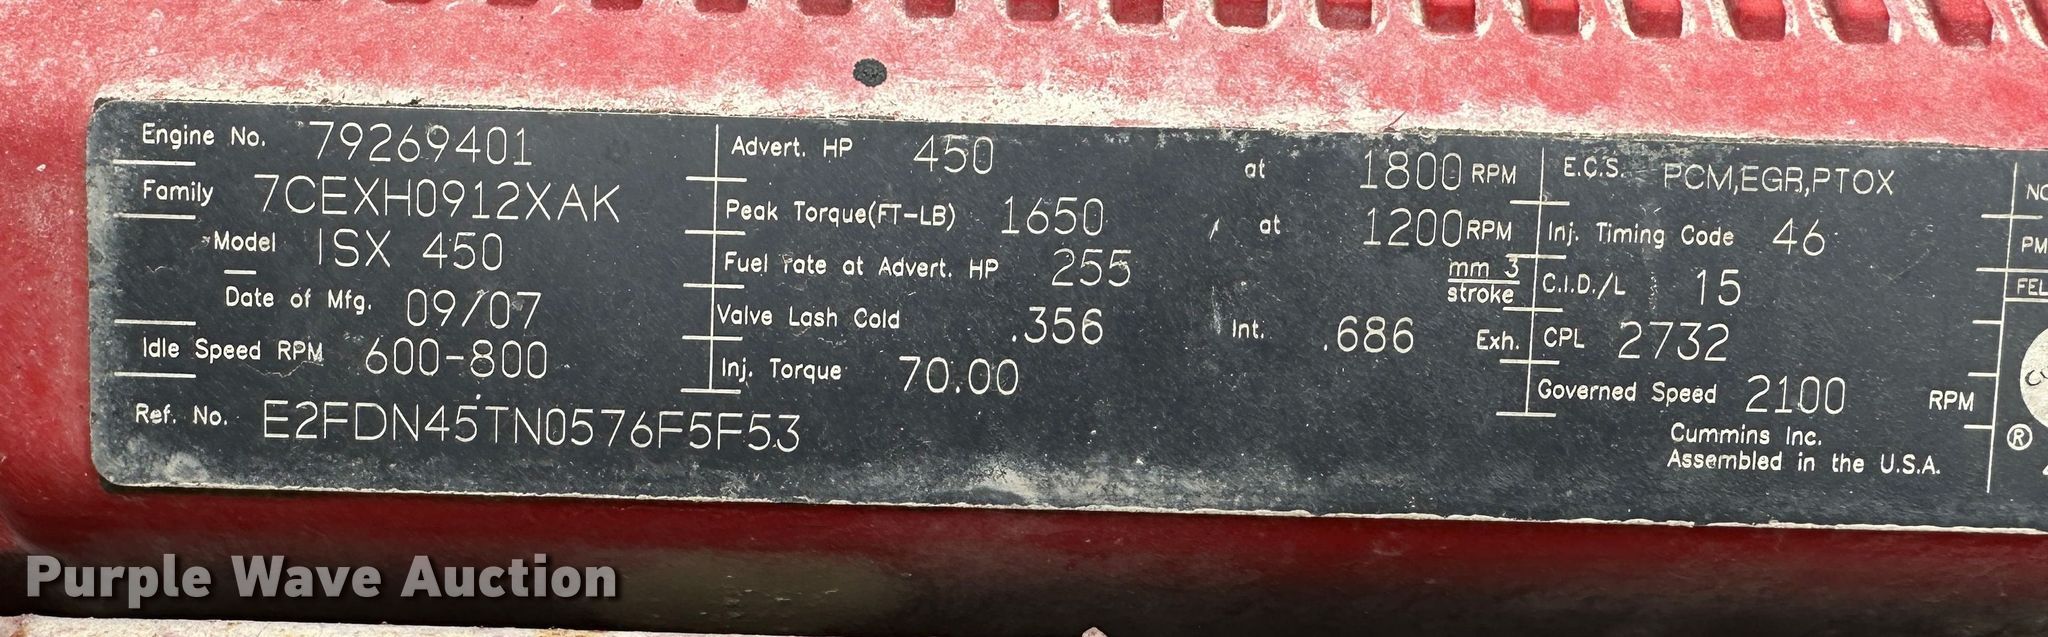 Engine No. 79269401
Family 7CEXH0912XAK
Model ISX 450
Date of Mfg. 09/07
Idle Speed RPM 600-800
Ref. No. E2FDN45TN0576F5F53
Advert. HP 450 at 1800 RPM
Peak Torque(FT-LB) 1650 at 1200 RPM
Fuel rate at Advert. HP 255 mm 3
stroke
Valve Lash Cold .356 Int. .686 Exh.
Inj. Torque 70.00
E.C.S. PCM,EGR,PTOX
Inj. Timing Code 46
C.I.D./L 15
CPL 2732
Governed Speed 2100 RPM
Cummins Inc.
Assembled in the U.S.A.
PM
FEL
®
Purple Wave Auction